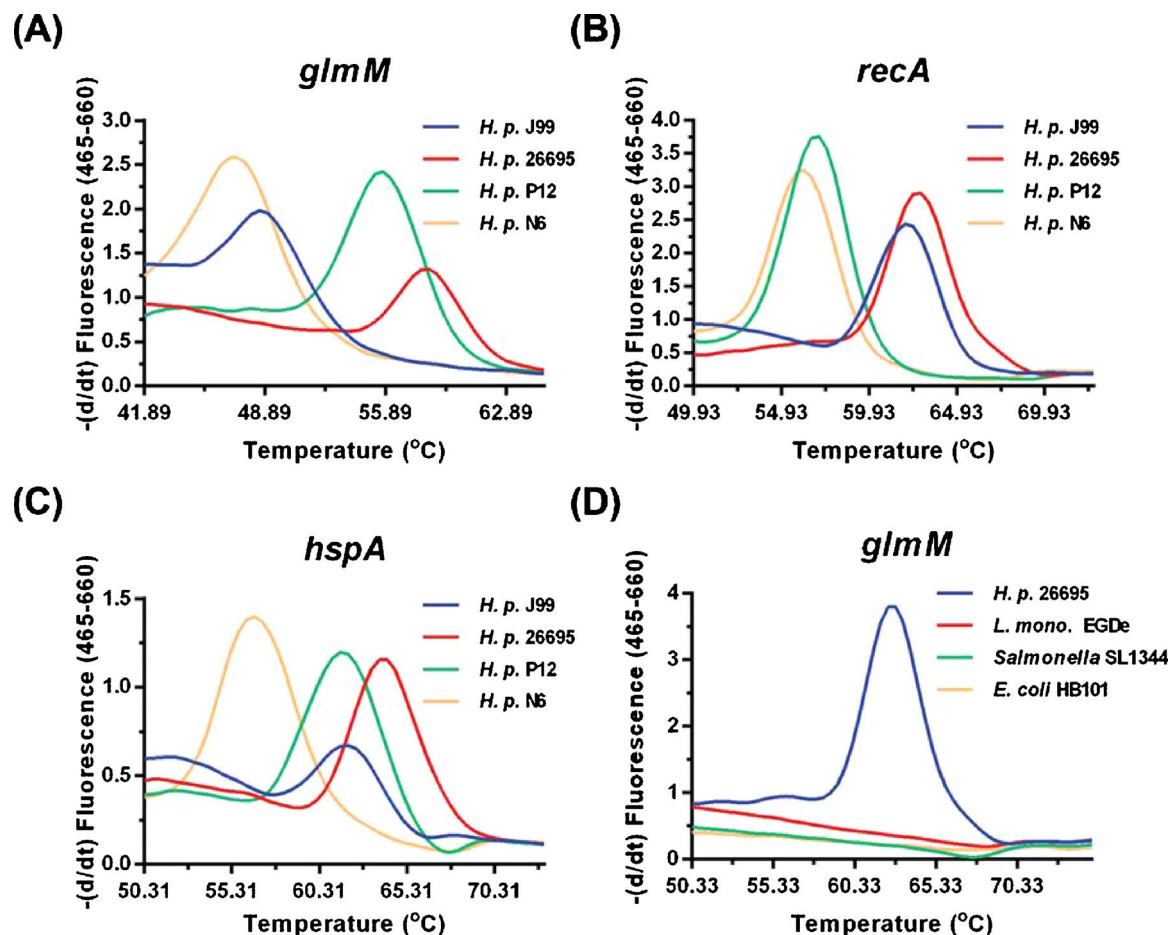 (A)
glmM
-(d/dt) Fluorescence (465-660)
3.0
2.5
2.0
1.5
1.0
0.5
0.0
H. p. J99
H. p. 26695
H. p. P12
H. p. N6
41.89
48.89
55.89
62.89
Temperature (oC)
(B)
recA
-(d/dt) Fluorescence (465-660)
4.0
3.5
3.0
2.5
2.0
1.5
1.0
0.5
0.0
H. p. J99
H. p. 26695
H. p. P12
H. p. N6
49.93
54.93
59.93
64.93
69.93
Temperature (oC)
(C)
hspA
-(d/dt) Fluorescence (465-660)
1.5
1.0
0.5
0.0
H. p. J99
H. p. 26695
H. p. P12
H. p. N6
50.31
55.31
60.31
65.31
70.31
Temperature (oC)
(D)
glmM
-(d/dt) Fluorescence (465-660)
4
3
2
1
0
H. p. 26695
L. mono. EGDe
Salmonella SL1344
E. coli HB101
50.33
55.33
60.33
65.33
70.33
Temperature (oC)